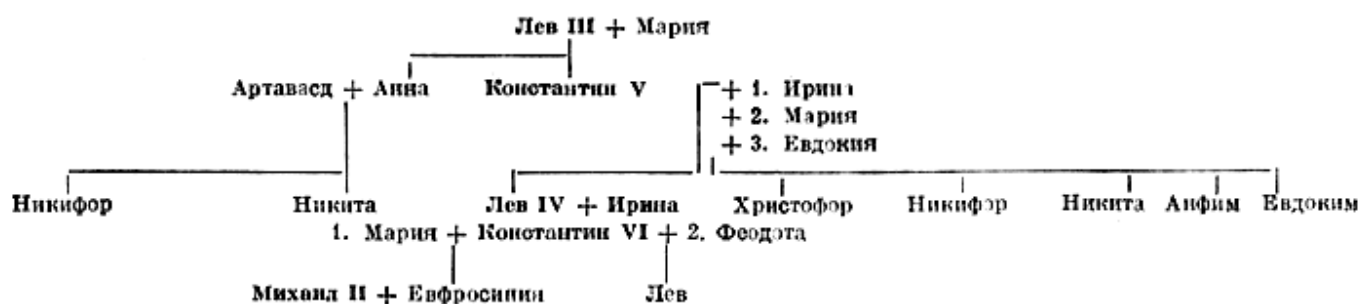 Лев III + Мария
Артавасд + Анна Константин V + 1. Ирина
+ 2. Мария
+ 3. Евдокия
Никифор Никита Лев IV + Ирина Христофор Никифор Никита Анфим Евдоким
1. Мария + Константин VI + 2. Феодота
Михаил II + Евфросиния Лев